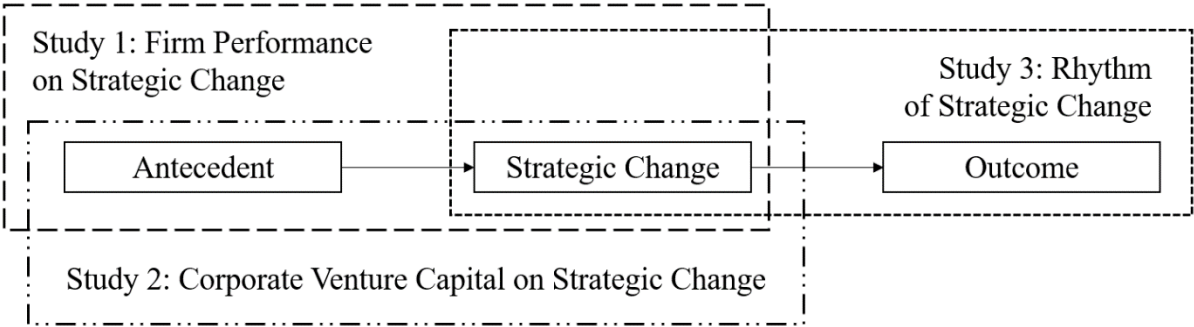 Study 1: Firm Performance
on Strategic Change
Study 3: Rhythm
of Strategic Change
Antecedent
Strategic Change
Outcome
Study 2: Corporate Venture Capital on Strategic Change